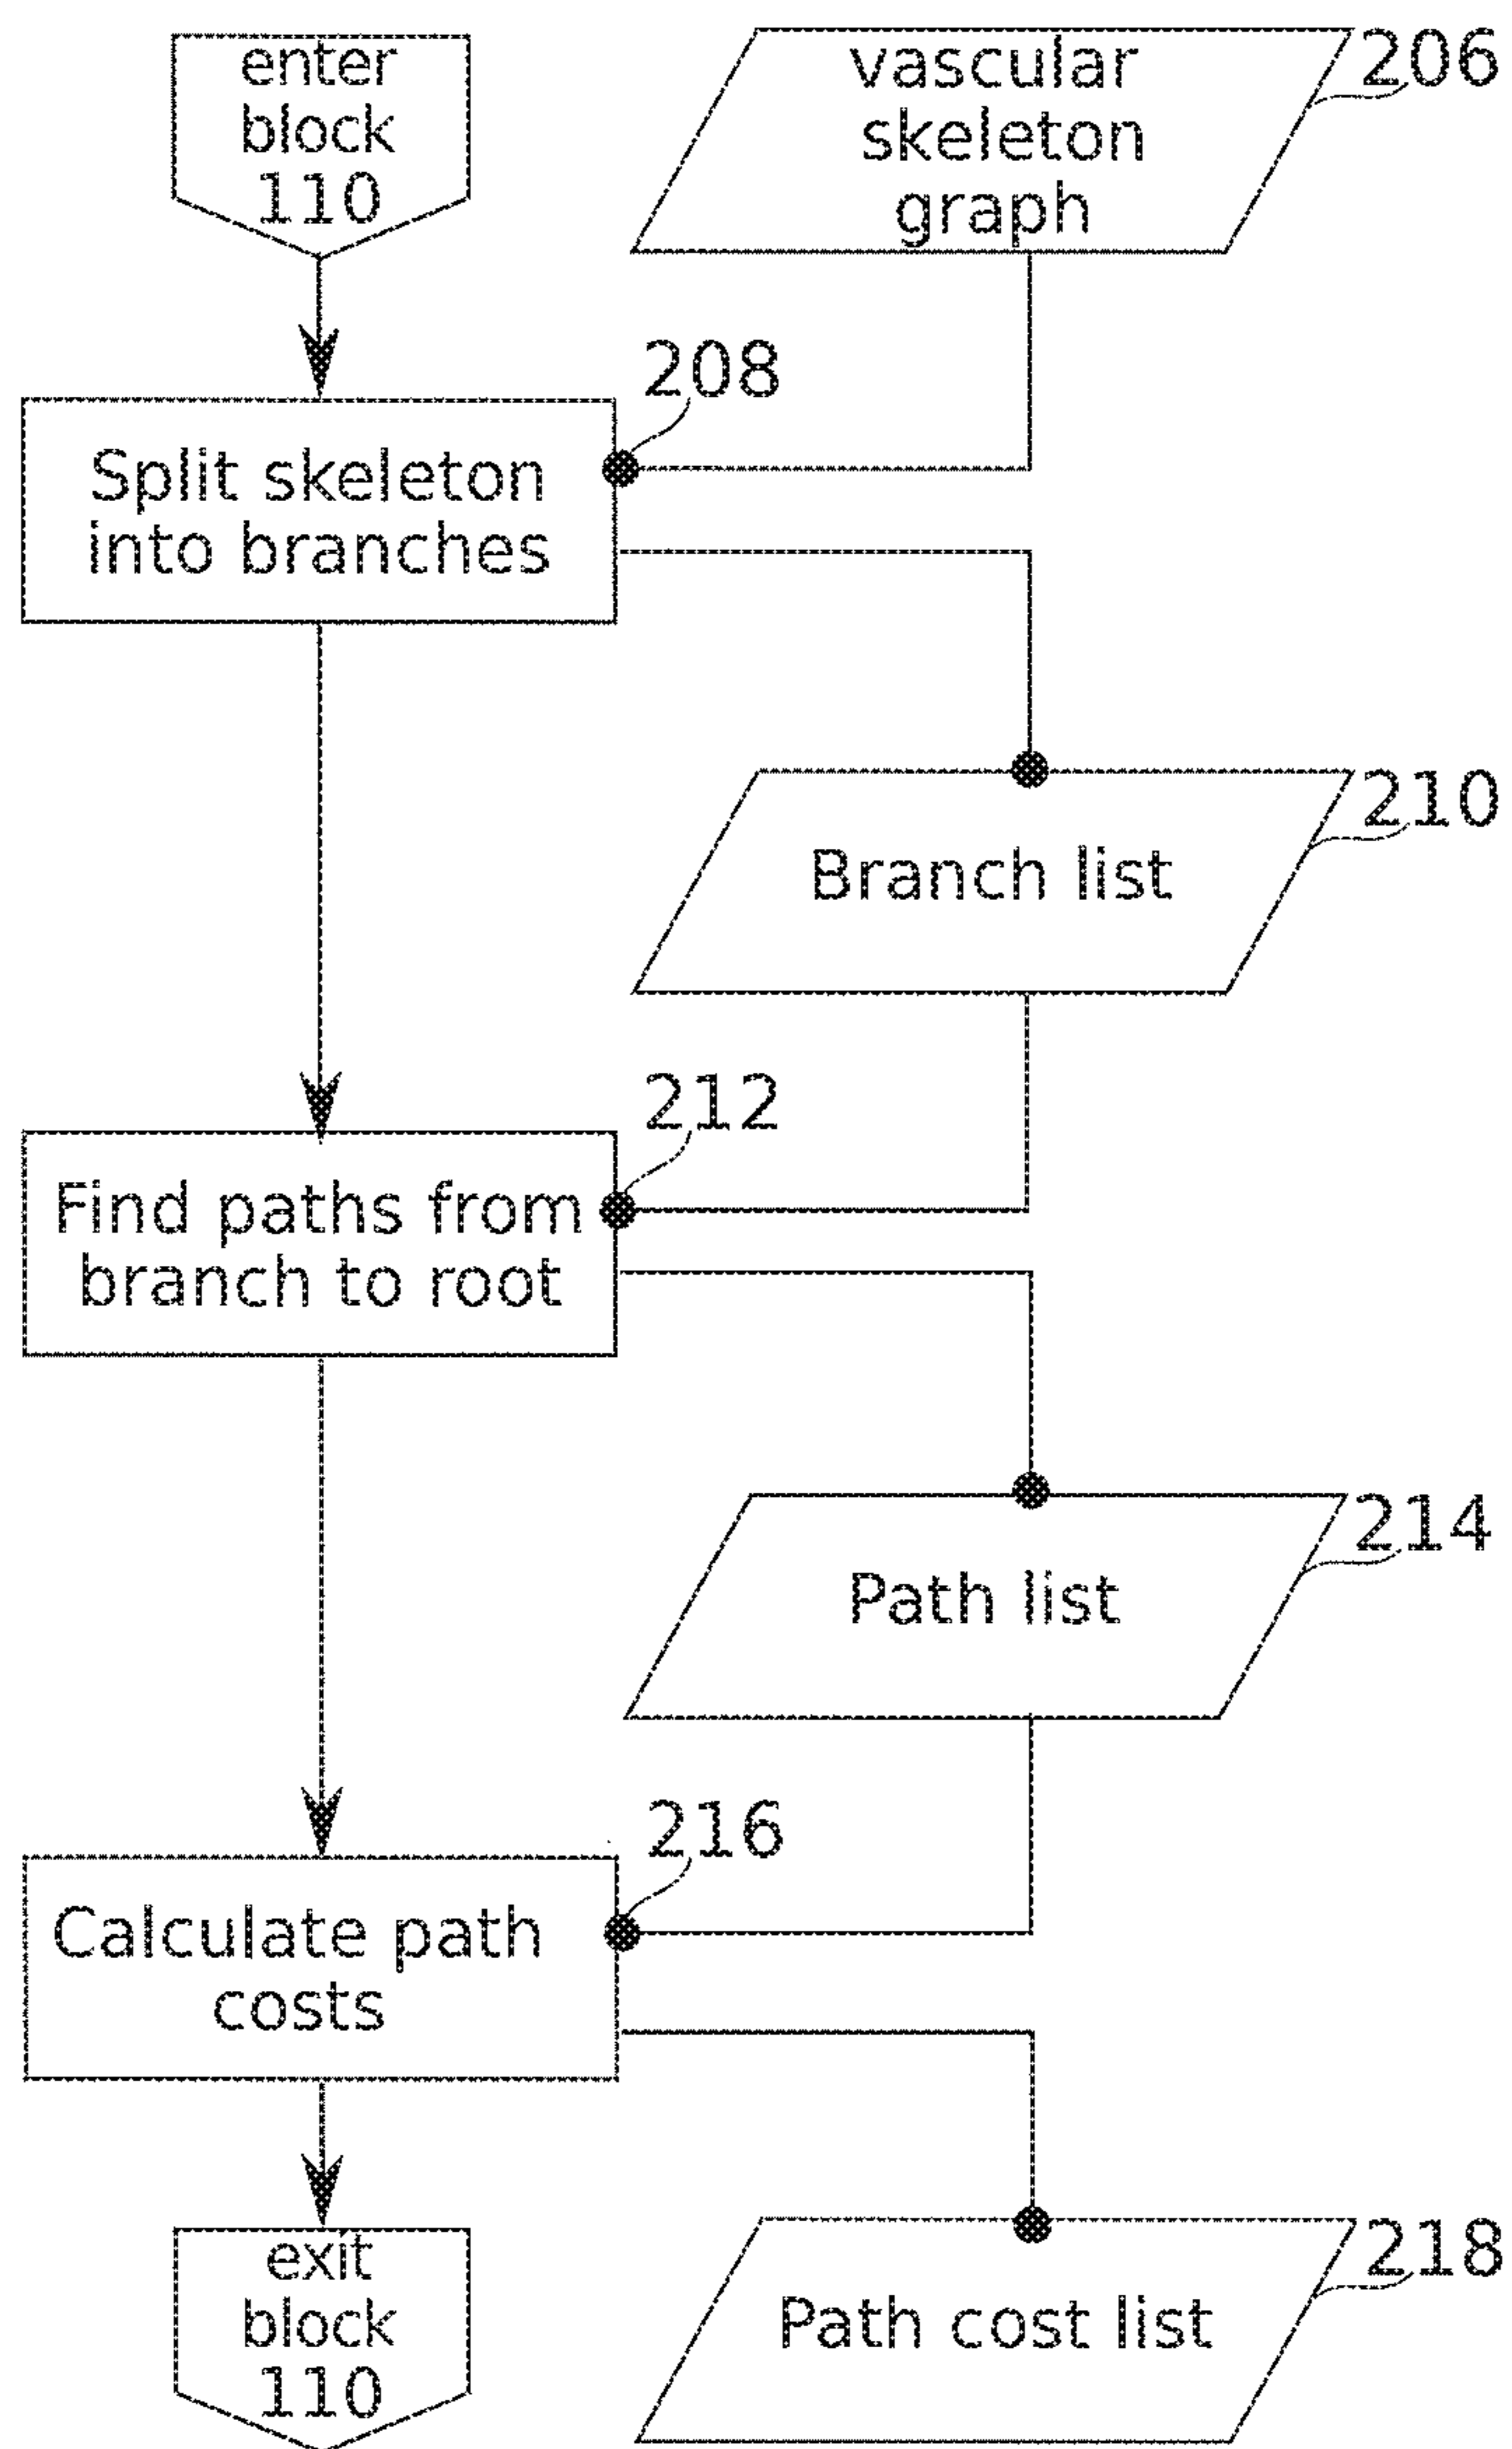 enter
block
110
vascular
skeleton
graph
206
208
Split skeleton
into branches
210
Branch list
212
Find paths from
branch to root
214
Path list
216
Calculate path
costs
exit
block
110
218
Path cost list